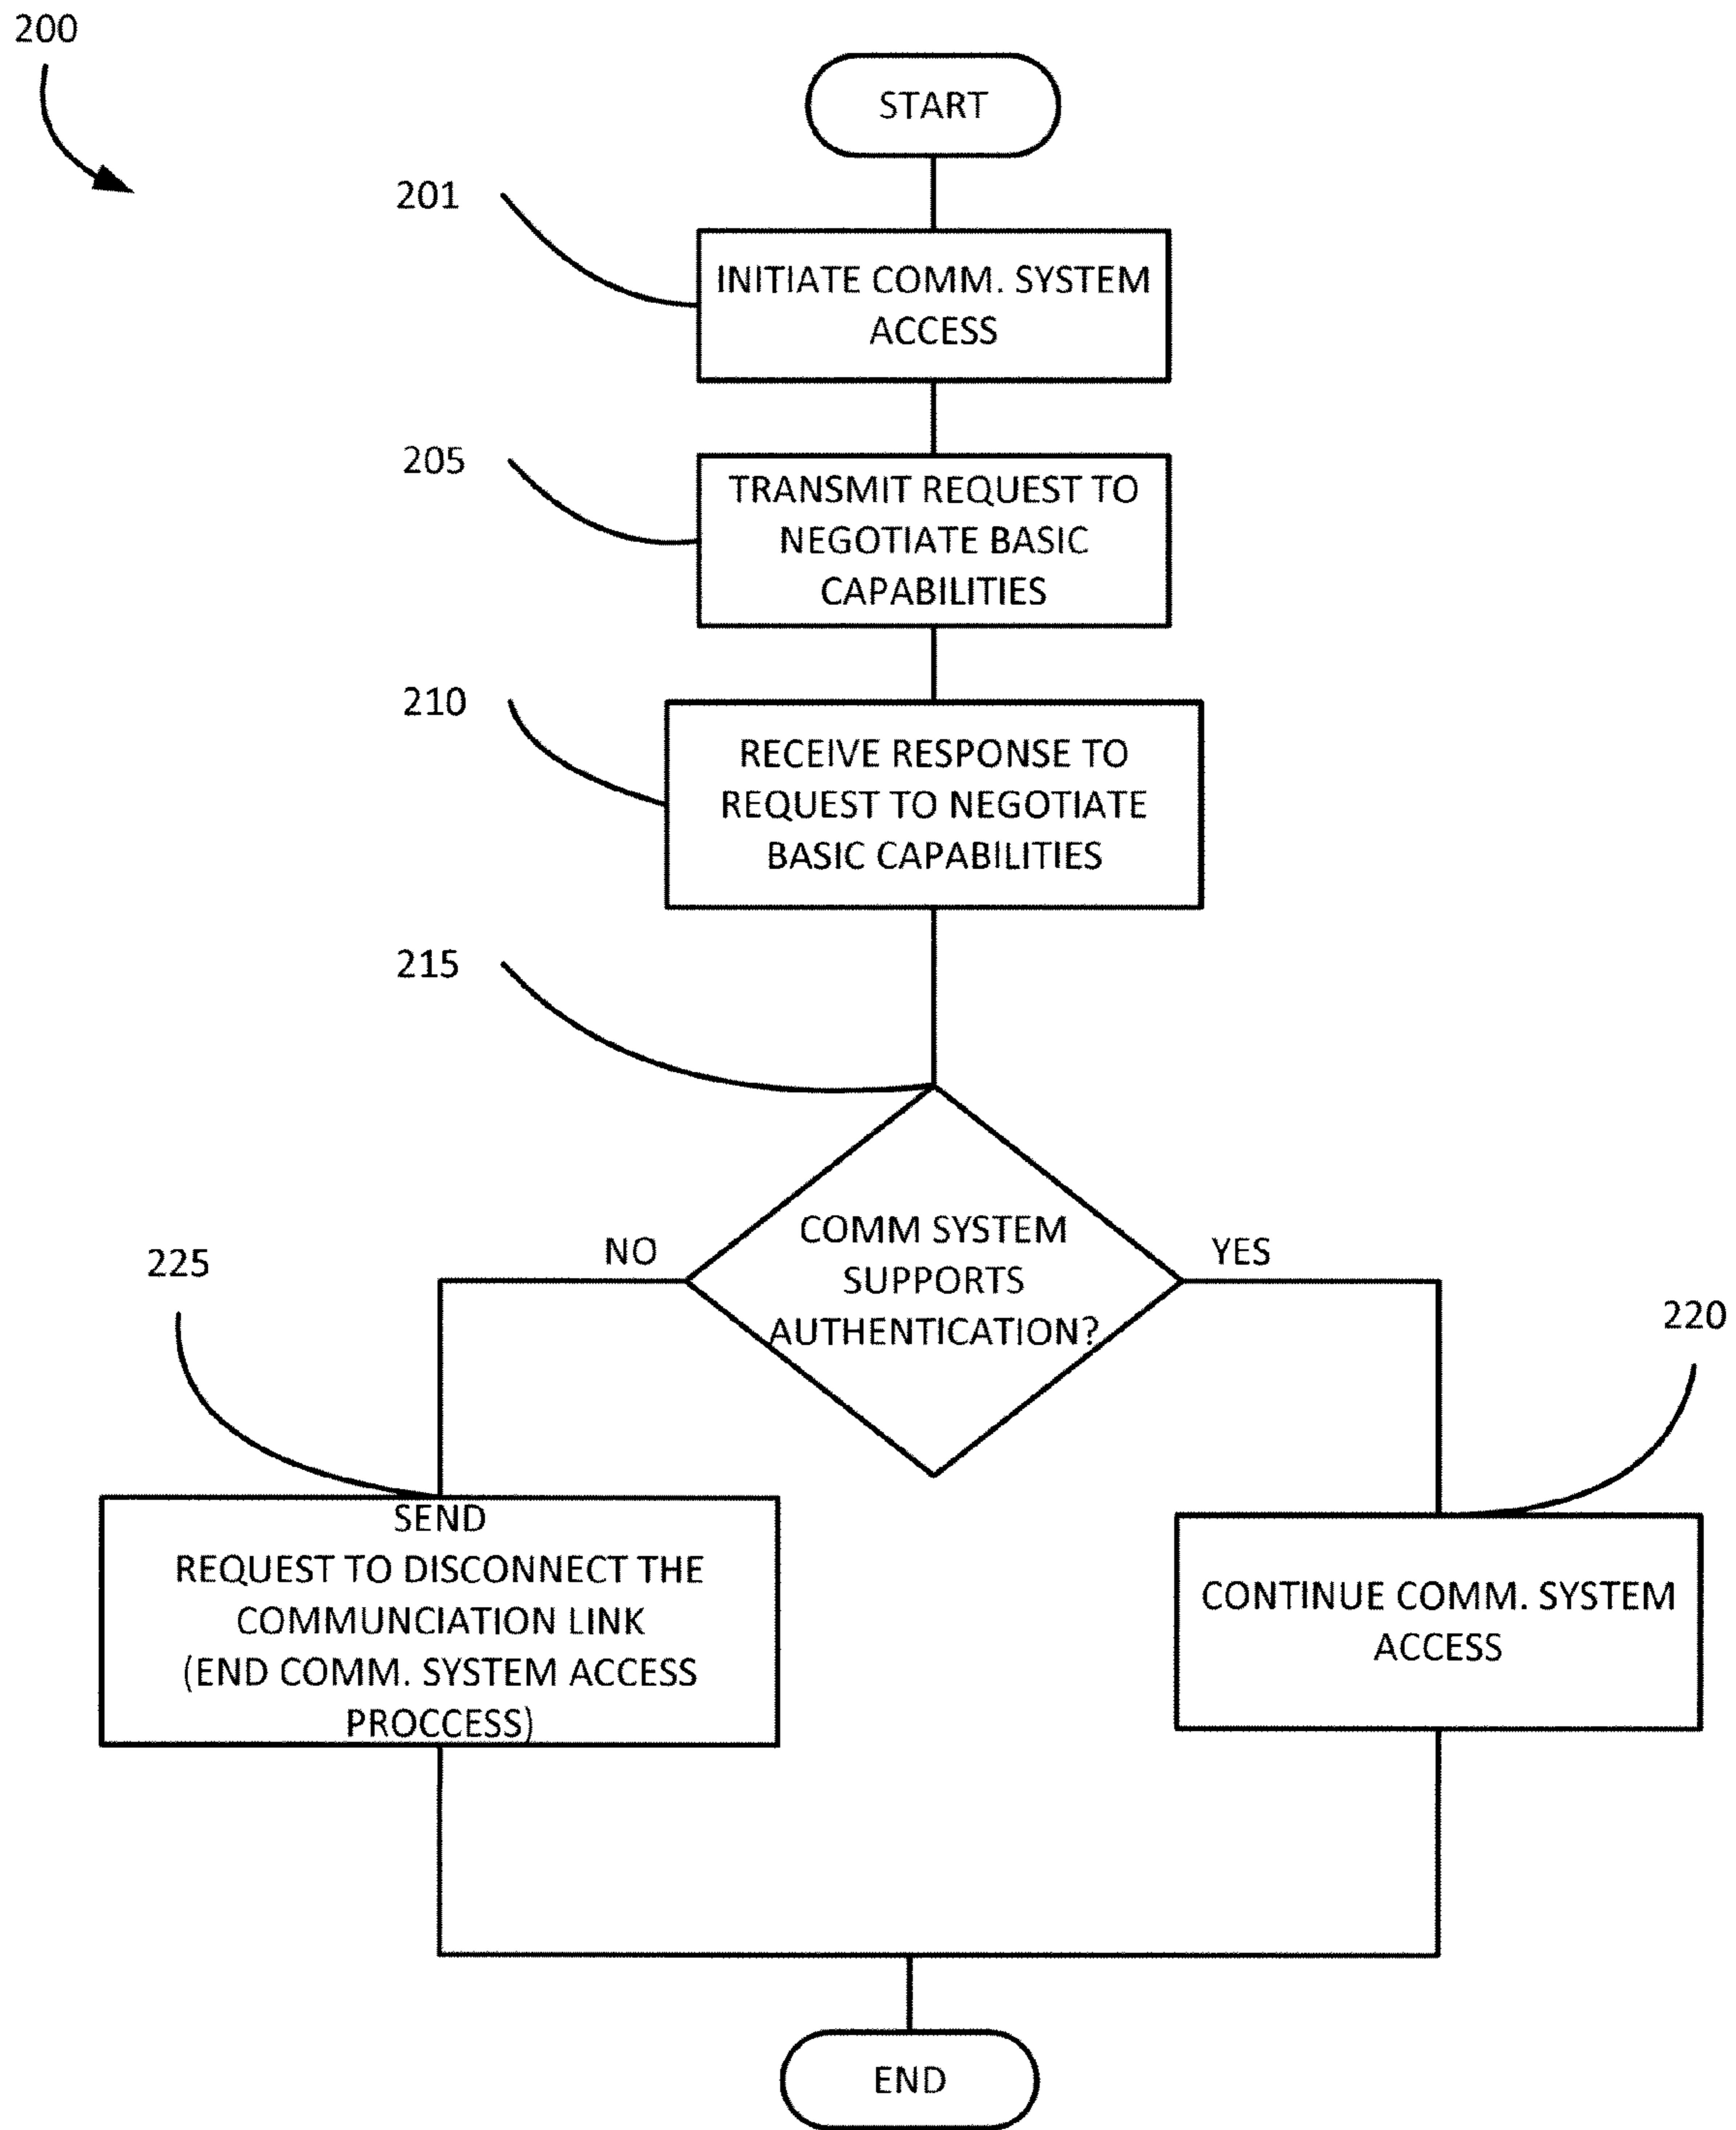 200
START
201
INITIATE COMM. SYSTEM
ACCESS
205
TRANSMIT REQUEST TO
NEGOTIATE BASIC
CAPABILITIES
210
RECEIVE RESPONSE TO
REQUEST TO NEGOTIATE
BASIC CAPABILITIES
215
COMM SYSTEM
SUPPORTS
AUTHENTICATION?
NO
YES
225
220
SEND
REQUEST TO DISCONNECT THE
COMMUNCIATION LINK
(END COMM. SYSTEM ACCESS
PROCCESS)
CONTINUE COMM. SYSTEM
ACCESS
END